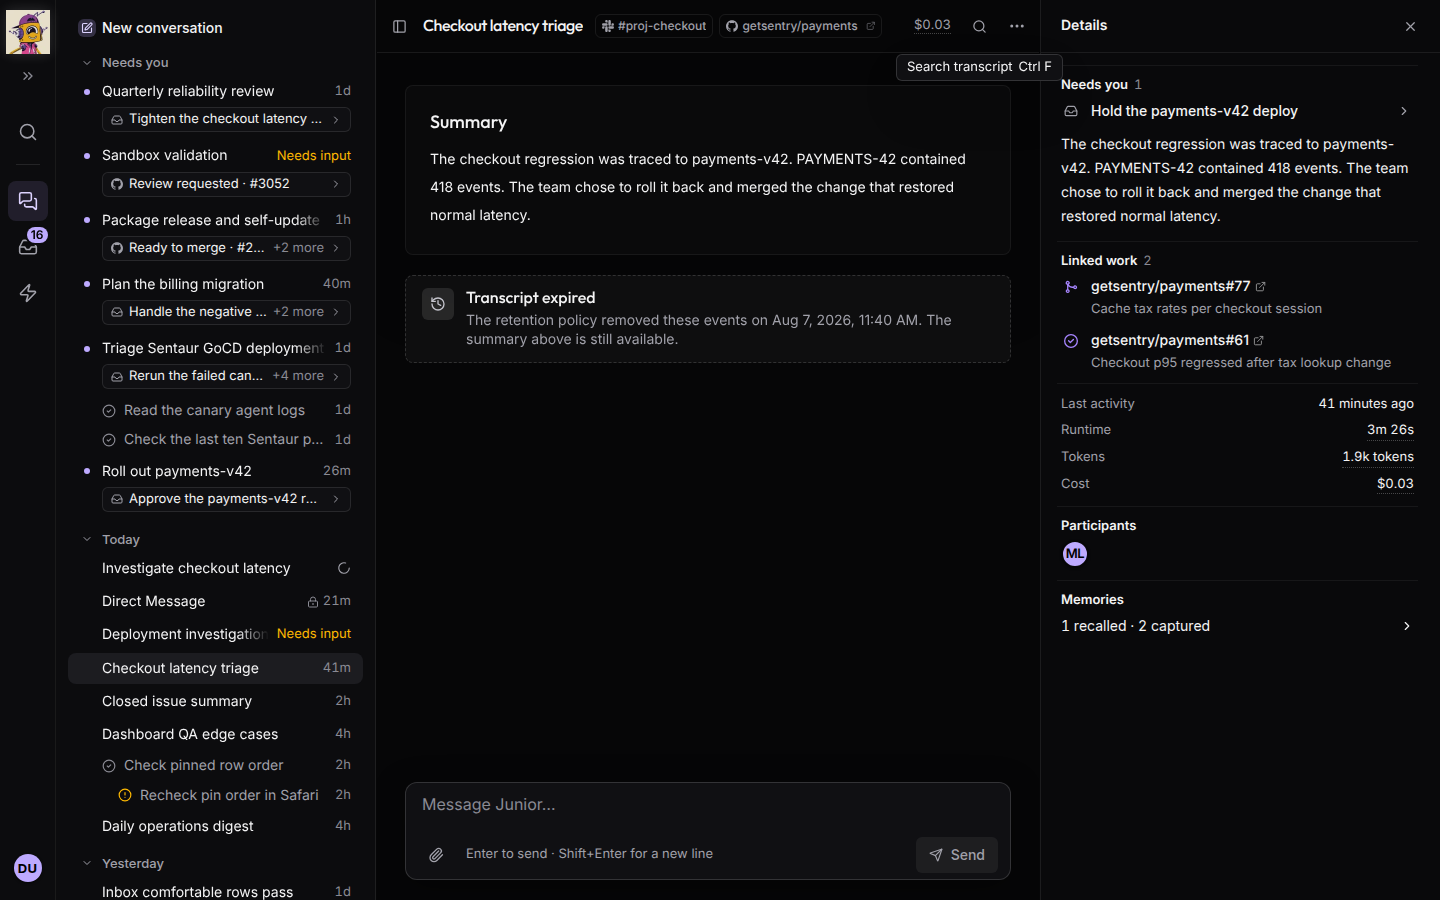 New conversation
Needs you
Quarterly reliability review 1d
Tighten the checkout latency ...
Sandbox validation Needs input
Review requested · #3052
Package release and self-update 1h
Ready to merge · #2... +2 more
Plan the billing migration 40m
Handle the negative ... +2 more
Triage Sentaur GoCD deployment 1d
Rerun the failed can... +4 more
Read the canary agent logs 1d
Check the last ten Sentaur p... 1d
Roll out payments-v42 26m
Approve the payments-v42 r...
Today
Investigate checkout latency
Direct Message 21m
Deployment investigation Needs input
Checkout latency triage 41m
Closed issue summary 2h
Dashboard QA edge cases 4h
Check pinned row order 2h
Recheck pin order in Safari 2h
Daily operations digest 4h
Yesterday
Inbox comfortable rows pass 1d
16
DU
Checkout latency triage #proj-checkout getsentry/payments $0.03
Search transcript Ctrl F
Summary
The checkout regression was traced to payments-v42. PAYMENTS-42 contained
418 events. The team chose to roll it back and merged the change that restored
normal latency.
Transcript expired
The retention policy removed these events on Aug 7, 2026, 11:40 AM. The
summary above is still available.
Message Junior...
Enter to send · Shift+Enter for a new line
Send
Details
Needs you 1
Hold the payments-v42 deploy
The checkout regression was traced to payments-
v42. PAYMENTS-42 contained 418 events. The team
chose to roll it back and merged the change that
restored normal latency.
Linked work 2
getsentry/payments#77
Cache tax rates per checkout session
getsentry/payments#61
Checkout p95 regressed after tax lookup change
Last activity 41 minutes ago
Runtime 3m 26s
Tokens 1.9k tokens
Cost $0.03
Participants
ML
Memories
1 recalled · 2 captured